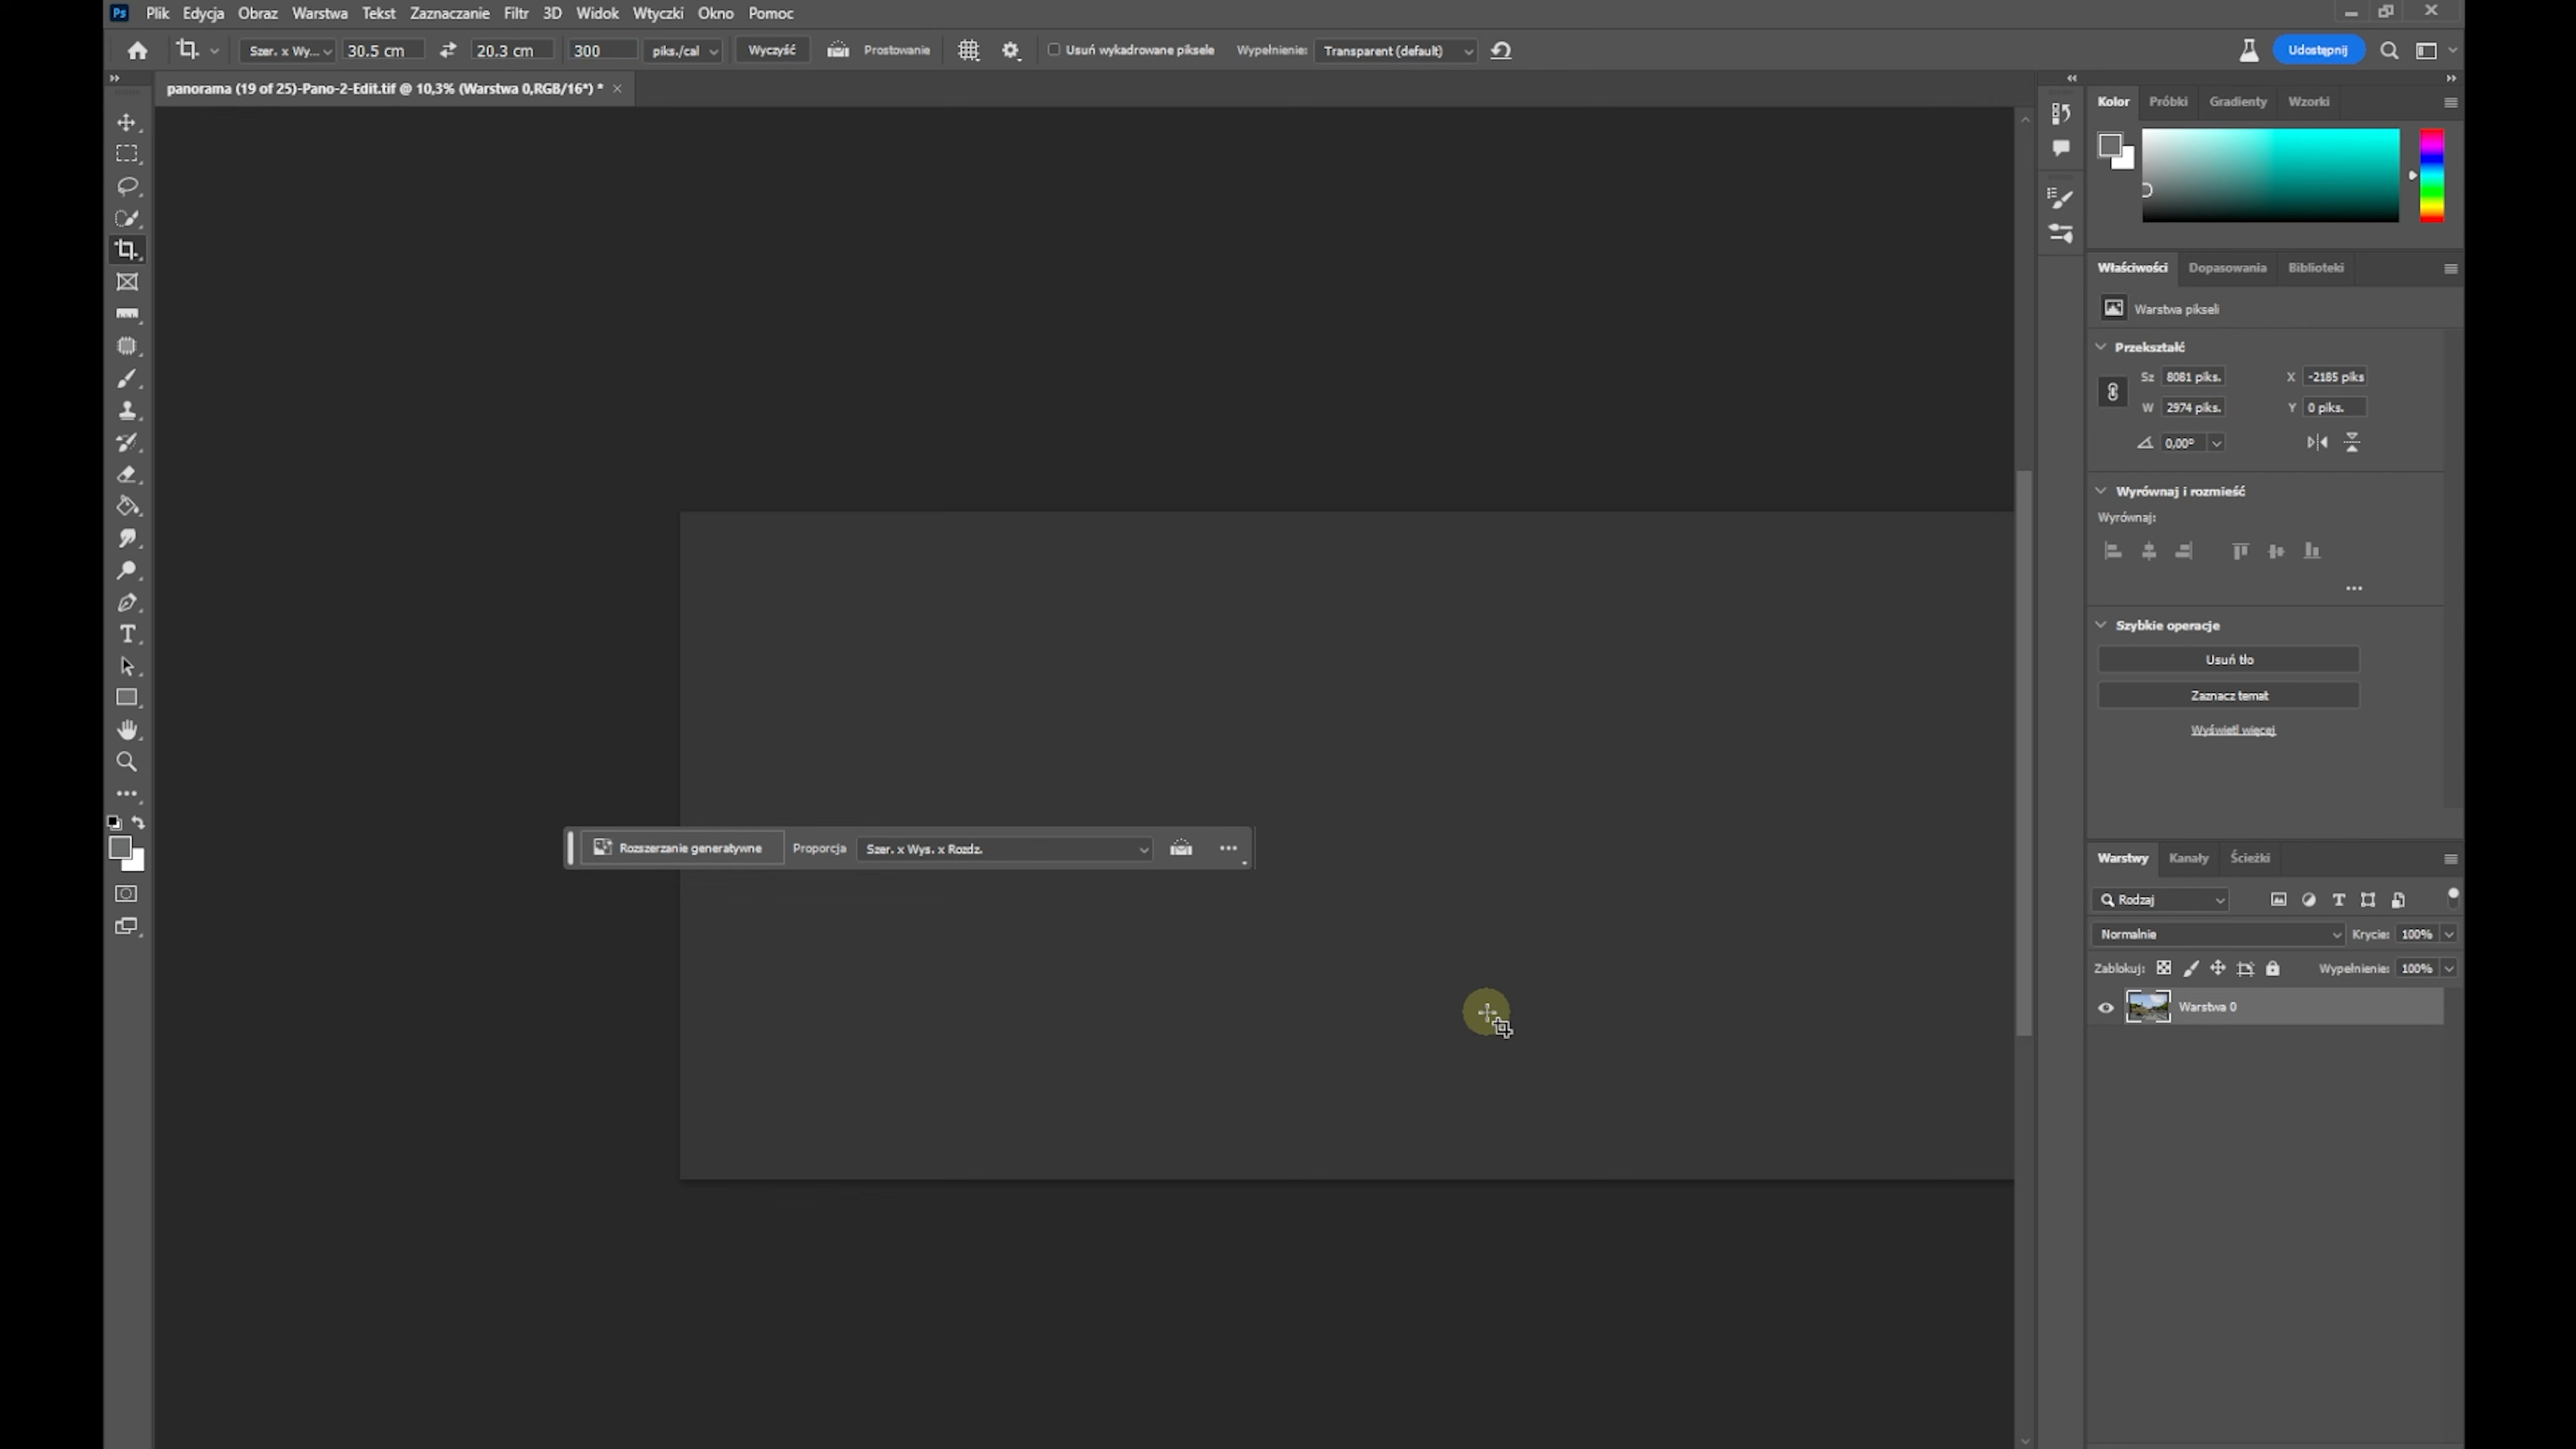 Ps Plik Edycja Obraz Warstwa Tekst Zaznaczanie Filtr 3D Widok Wtyczki Okno Pomoc
Szer. x Wy... 30.5 cm 20.3 cm 300 piks./cal Wyczyść Prostowanie Usuń wykadrowane piksele Wypełnienie: Transparent (default) Udostępnij
panorama (19 of 25)-Pano-2-Edit.tif @ 10,3% (Warstwa 0,RGB/16*) *
Kolor Próbki Gradienty Wzorki
Właściwości Dopasowania Biblioteki
Warstwa pikseli
Przekształć
Sz 8081 piks. X -2185 piks
W 2974 piks. Y 0 piks.
0,00°
Wyrównaj i rozmieść
Wyrównaj:
Szybkie operacje
Usuń tło
Zaznacz temat
Wyświetl więcej
Rozszerzanie generatywne Proporcja Szer. x Wys. x Rozdz.
Warstwy Kanały Ścieżki
Rodzaj
Normalnie Krycie: 100%
Zablokuj: Wypełnienie: 100%
Warstwa 0